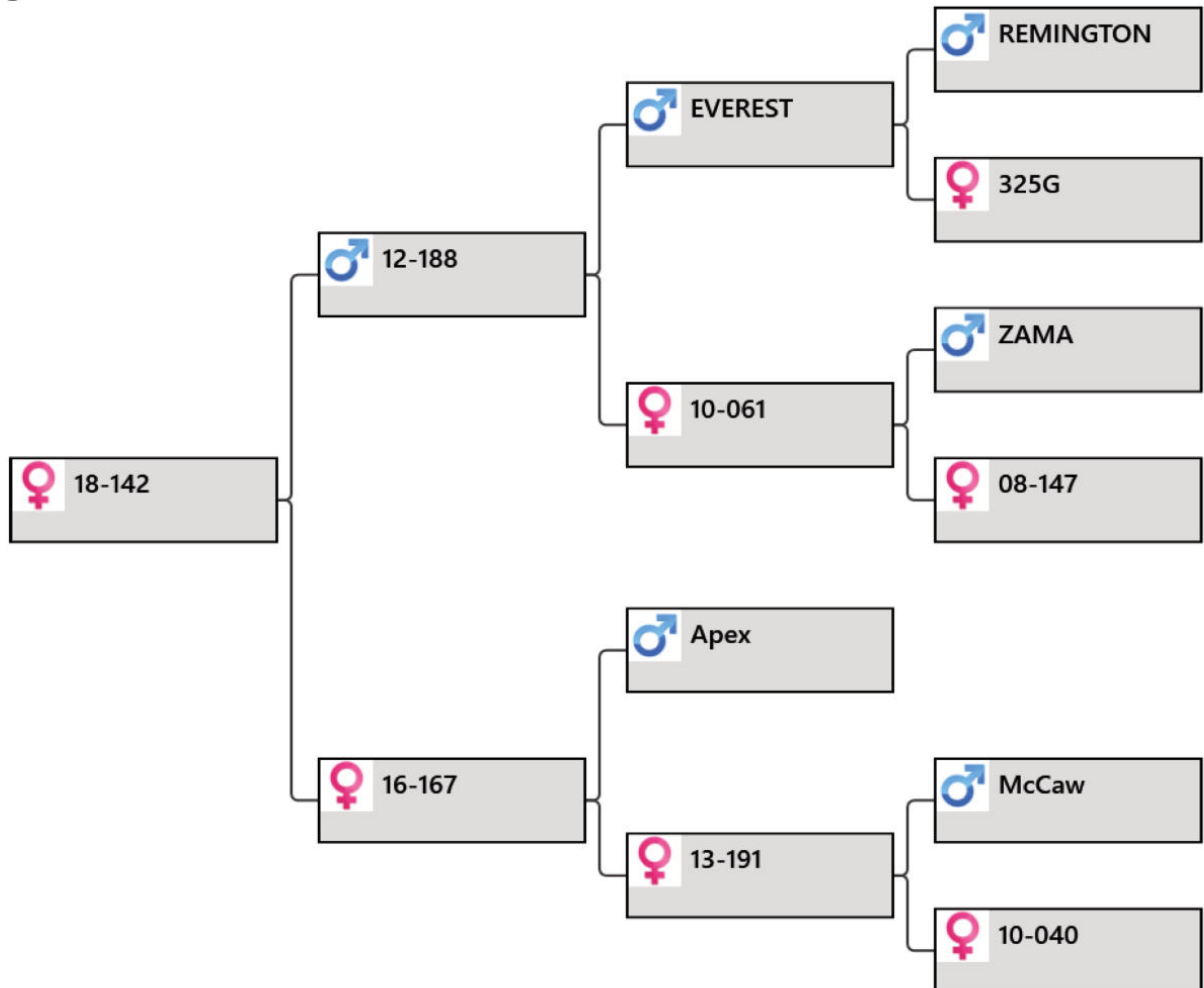 REMINGTON
EVEREST
325G
12-188
ZAMA
10-061
08-147
18-142
Apex
16-167
McCaw
13-191
10-040